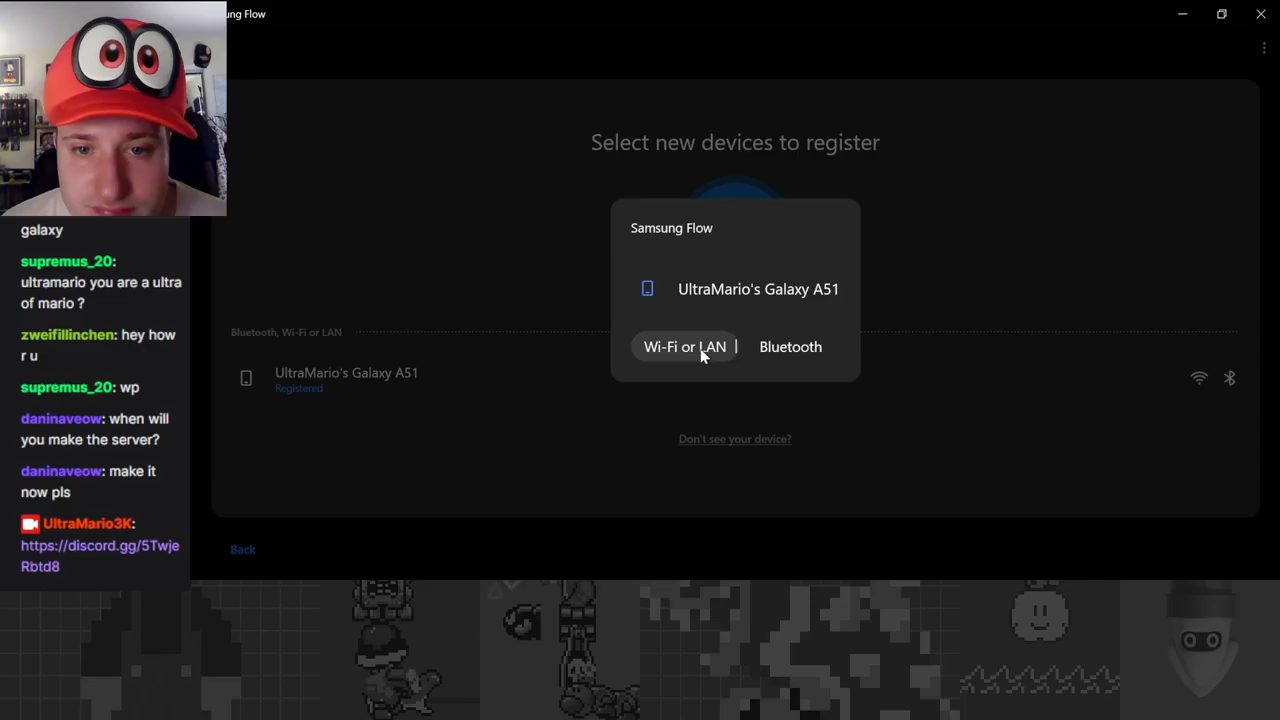 ung Flow
Select new devices to register
Samsung Flow
UltraMario's Galaxy A51
Wi-Fi or LAN | Bluetooth
Bluetooth, Wi-Fi or LAN
UltraMario's Galaxy A51
Registered
Don't see your device?
Back
galaxy
supremus_20:
ultramario you are a ultra
of mario ?
zweifillinchen: hey how
r u
supremus_20: wp
daninaveow: when will
you make the server?
daninaveow: make it
now pls
UltraMario3K:
https://discord.gg/5Twje
Rbtd8